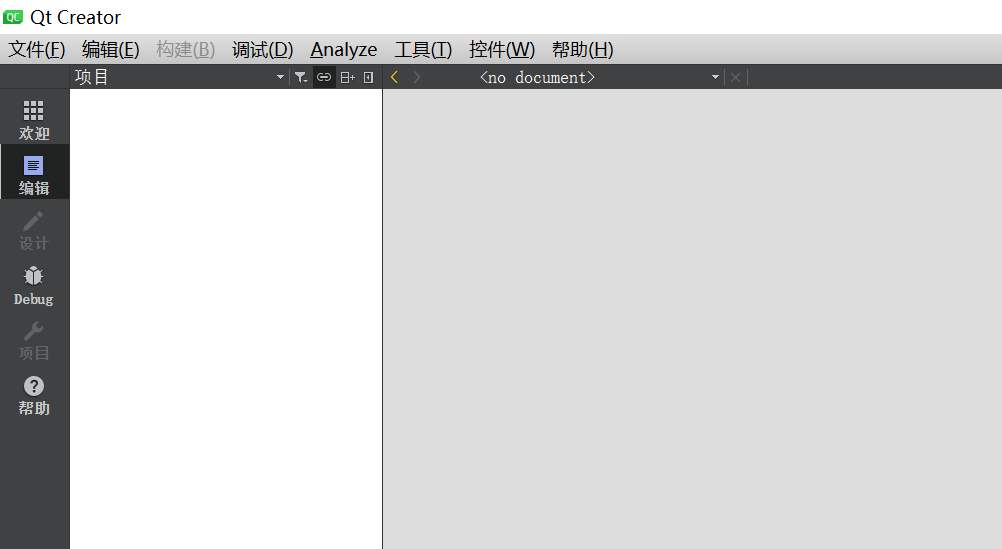 QC Qt Creator
文件(F) 编辑(E) 构建(B) 调试(D) Analyze 工具(T) 控件(W) 帮助(H)
项目 <no document>
欢迎
编辑
设计
Debug
项目
帮助